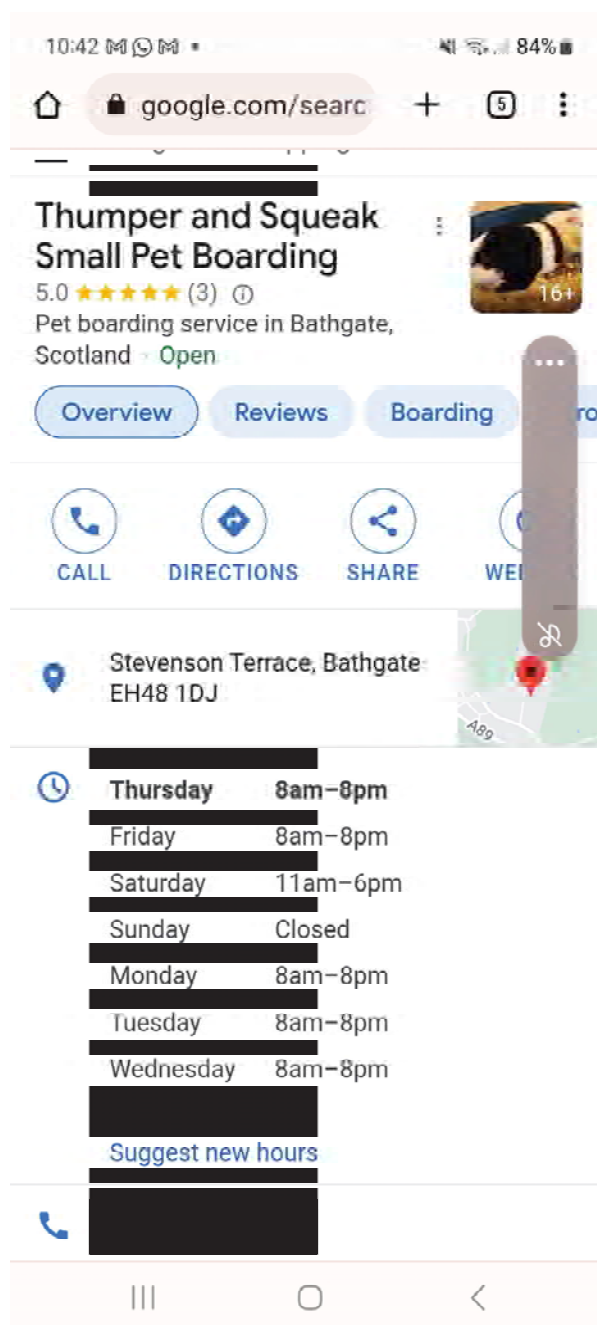 10:42
84%
google.com/searc
5
Thumper and Squeak
Small Pet Boarding
5.0 (3)
16+
Pet boarding service in Bathgate,
Scotland · Open
Overview Reviews Boarding
CALL DIRECTIONS SHARE
Stevenson Terrace, Bathgate
EH48 1DJ
A89
Thursday 8am–8pm
Friday 8am–8pm
Saturday 11am–6pm
Sunday Closed
Monday 8am–8pm
Tuesday 8am–8pm
Wednesday 8am–8pm
Suggest new hours